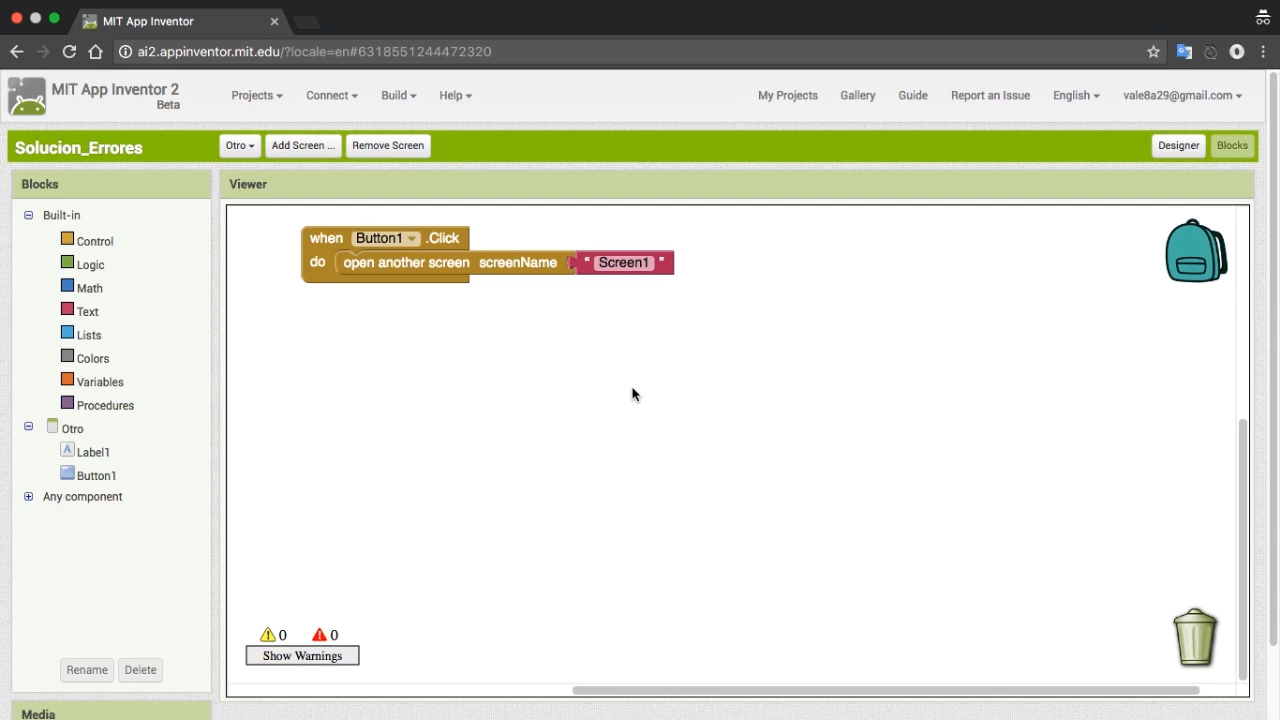 MIT App Inventor
ai2.appinventor.mit.edu/?locale=en#6318551244472320
MIT App Inventor 2
Beta
Projects Connect Build Help
My Projects Gallery Guide Report an Issue English vale8a29@gmail.com
Solucion_Errores
Otro Add Screen ... Remove Screen
Designer Blocks
Blocks
Built-in
Control
Logic
Math
Text
Lists
Colors
Variables
Procedures
Otro
Label1
Button1
Any component
Rename Delete
Media
Viewer
when Button1 .Click
do open another screen screenName " Screen1 "
0 0
Show Warnings